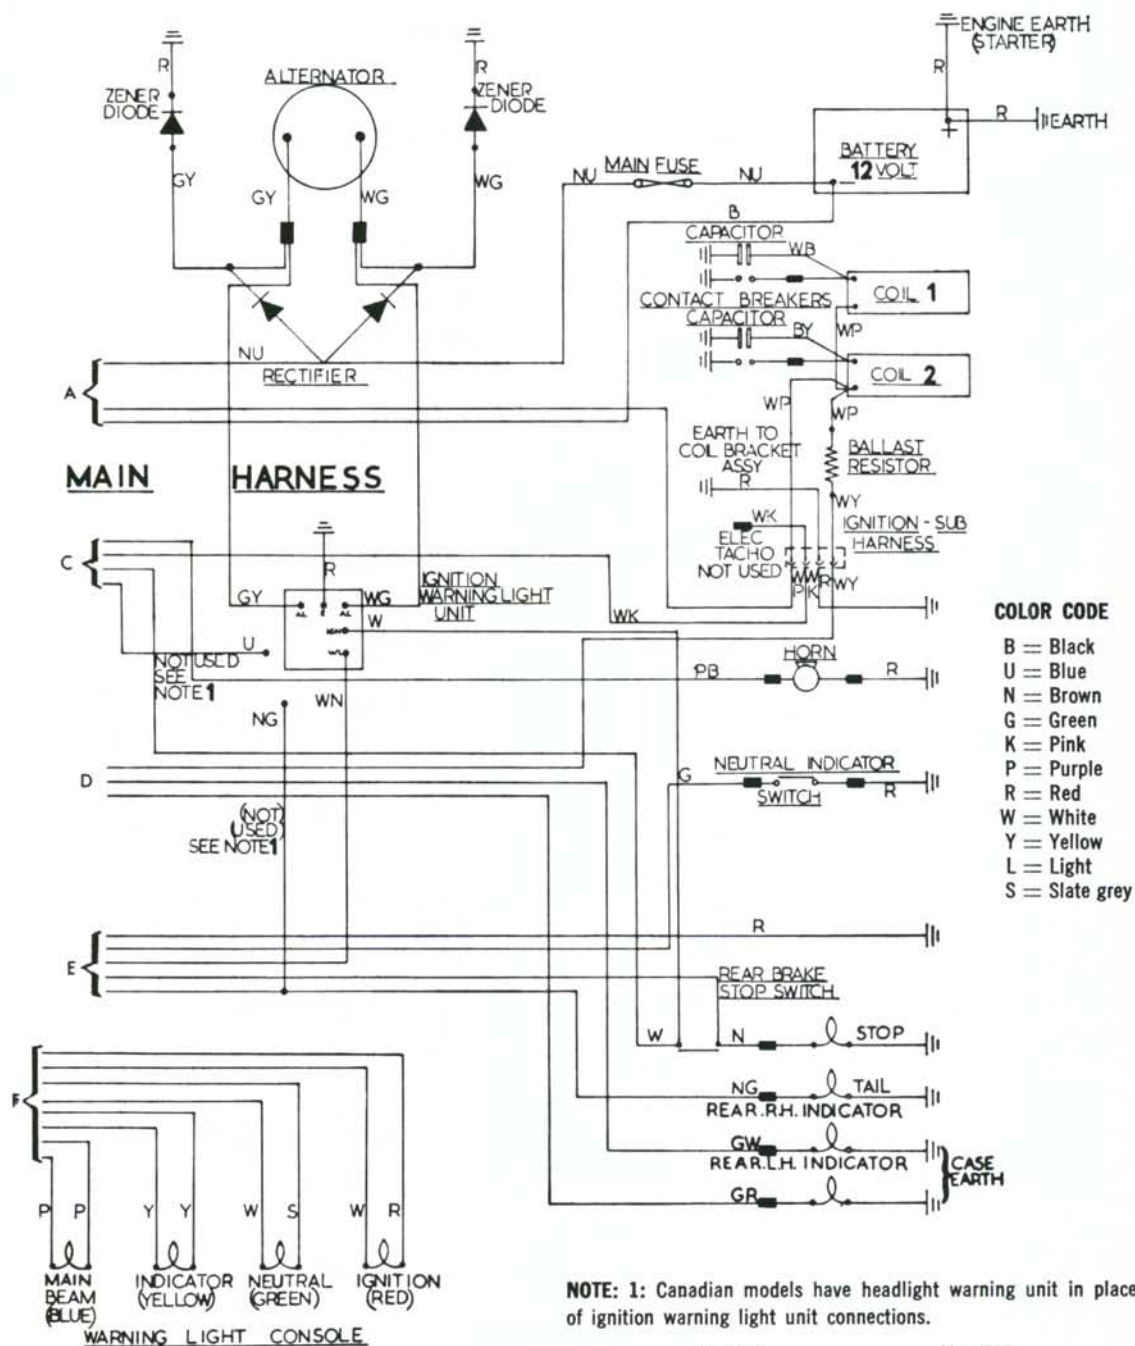 ENGINE EARTH
(STARTER)
R
R
R
ALTERNATOR
ZENER
DIODE
ZENER
DIODE
R
EARTH
BATTERY
12 VOLT
+
—
MAIN FUSE
NU
NU
GY
GY
WG
WG
B
CAPACITOR
WB
COIL 1
CONTACT BREAKERS
CAPACITOR
BY
WP
COIL 2
NU
RECTIFIER
A
WP
WP
EARTH TO
COIL BRACKET
ASSY
R
BALLAST
RESISTOR
MAIN HARNESS
WY
WK
IGNITION - SUB
HARNESS
ELEC
TACHO
NOT USED
C
R
WP
WK
R
WY
IGNITION
WARNING LIGHT
UNIT
GY
WG
AL
E
AL
W
IGN
WL
WK
U
NOT USED
SEE
NOTE 1
WN
NG
HORN
PB
R
COLOR CODE
B = Black
U = Blue
N = Brown
G = Green
K = Pink
P = Purple
R = Red
W = White
Y = Yellow
L = Light
S = Slate grey
D
G
NEUTRAL INDICATOR
SWITCH
R
(NOT
USED)
SEE NOTE 1
R
E
REAR BRAKE
STOP SWITCH
W
N
STOP
NG
TAIL
REAR.R.H. INDICATOR
GW
REAR.L.H. INDICATOR
GR
CASE
EARTH
F
P
P
Y
Y
W
S
W
R
MAIN
BEAM
(BLUE)
INDICATOR
(YELLOW)
NEUTRAL
(GREEN)
IGNITION
(RED)
WARNING LIGHT CONSOLE
NOTE: 1: Canadian models have headlight warning unit in place
of ignition warning light unit connections.